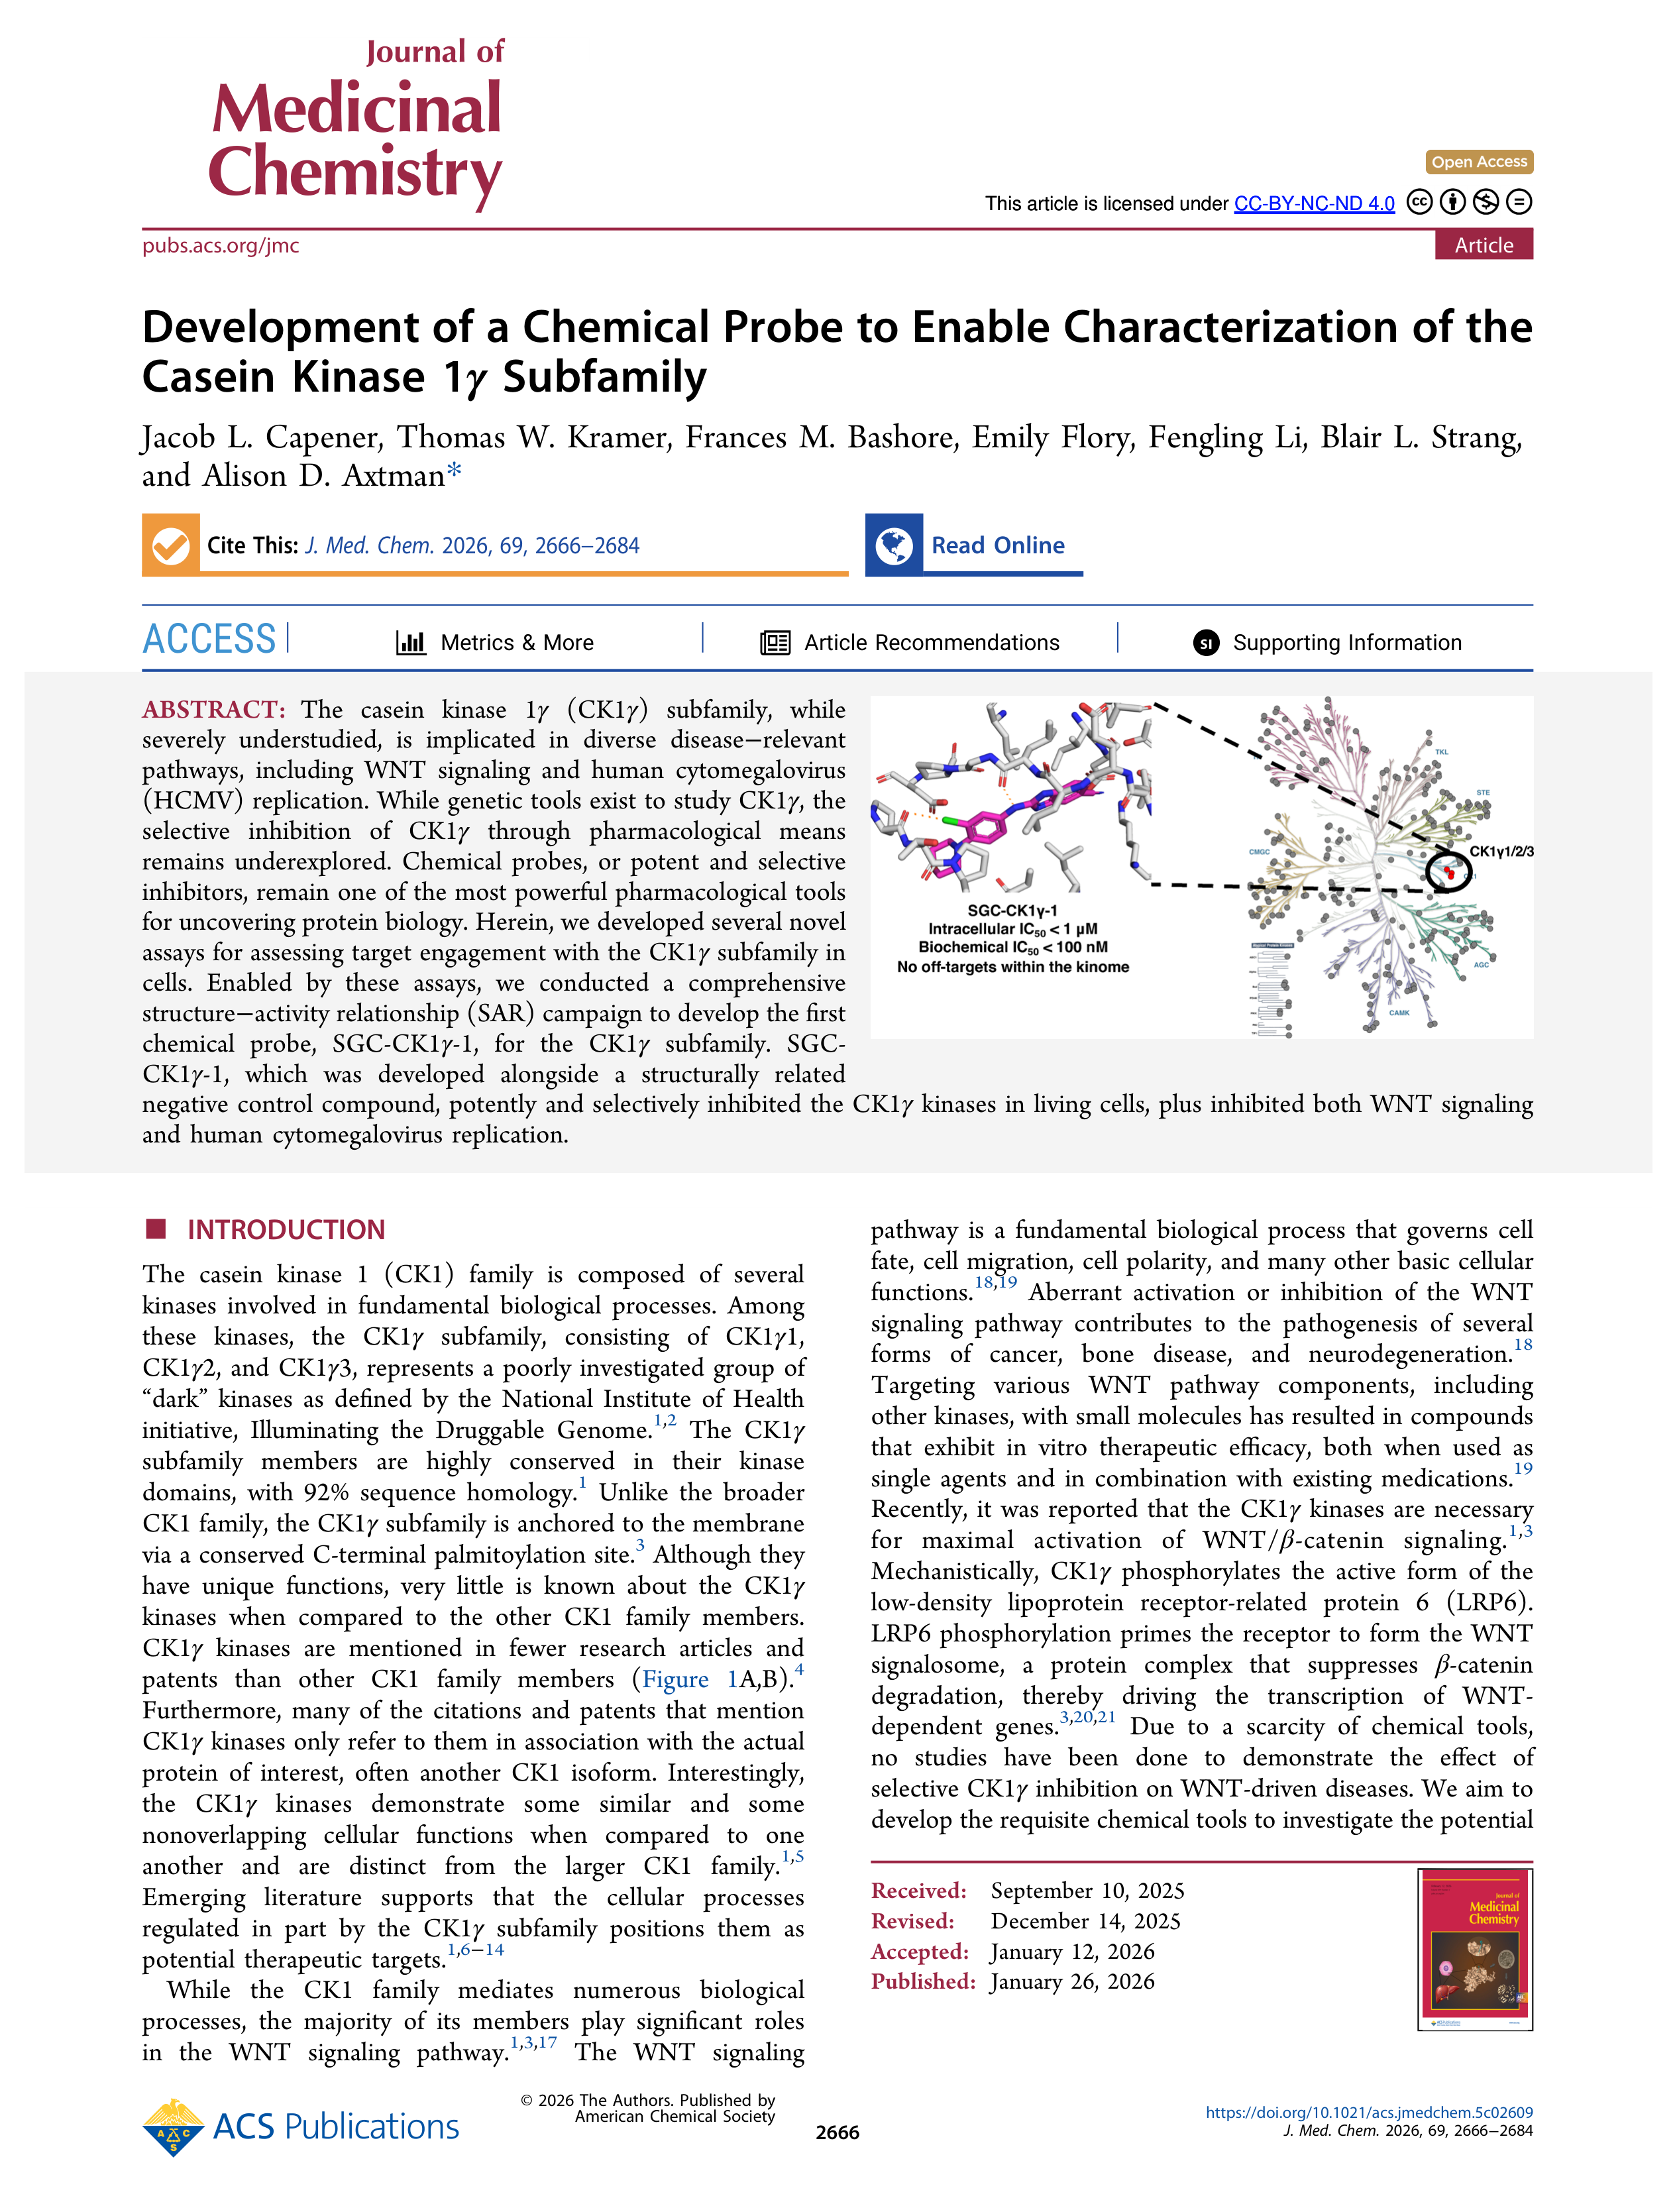 Journal of
Medicinal
Chemistry
Open Access
This article is licensed under CC-BY-NC-ND 4.0
pubs.acs.org/jmc
Article
Development of a Chemical Probe to Enable Characterization of the
Casein Kinase 1γ Subfamily
Jacob L. Capener, Thomas W. Kramer, Frances M. Bashore, Emily Flory, Fengling Li, Blair L. Strang,
and Alison D. Axtman*
Cite This: J. Med. Chem. 2026, 69, 2666−2684
Read Online
ACCESS
Metrics & More
Article Recommendations
SI Supporting Information
ABSTRACT: The casein kinase 1γ (CK1γ) subfamily, while
severely understudied, is implicated in diverse disease−relevant
pathways, including WNT signaling and human cytomegalovirus
(HCMV) replication. While genetic tools exist to study CK1γ, the
selective inhibition of CK1γ through pharmacological means
remains underexplored. Chemical probes, or potent and selective
inhibitors, remain one of the most powerful pharmacological tools
for uncovering protein biology. Herein, we developed several novel
assays for assessing target engagement with the CK1γ subfamily in
cells. Enabled by these assays, we conducted a comprehensive
structure−activity relationship (SAR) campaign to develop the first
chemical probe, SGC-CK1γ-1, for the CK1γ subfamily. SGC-
CK1γ-1, which was developed alongside a structurally related
negative control compound, potently and selectively inhibited the CK1γ kinases in living cells, plus inhibited both WNT signaling
and human cytomegalovirus replication.
SGC-CK1γ-1
Intracellular IC50 < 1 µM
Biochemical IC50 < 100 nM
No off-targets within the kinome
TKL
STE
CK1γ1/2/3
CMGC
AGC
CAMK
INTRODUCTION
The casein kinase 1 (CK1) family is composed of several
kinases involved in fundamental biological processes. Among
these kinases, the CK1γ subfamily, consisting of CK1γ1,
CK1γ2, and CK1γ3, represents a poorly investigated group of
“dark” kinases as defined by the National Institute of Health
initiative, Illuminating the Druggable Genome.1,2 The CK1γ
subfamily members are highly conserved in their kinase
domains, with 92% sequence homology.1 Unlike the broader
CK1 family, the CK1γ subfamily is anchored to the membrane
via a conserved C-terminal palmitoylation site.3 Although they
have unique functions, very little is known about the CK1γ
kinases when compared to the other CK1 family members.
CK1γ kinases are mentioned in fewer research articles and
patents than other CK1 family members (Figure 1A,B).4
Furthermore, many of the citations and patents that mention
CK1γ kinases only refer to them in association with the actual
protein of interest, often another CK1 isoform. Interestingly,
the CK1γ kinases demonstrate some similar and some
nonoverlapping cellular functions when compared to one
another and are distinct from the larger CK1 family.1,5
Emerging literature supports that the cellular processes
regulated in part by the CK1γ subfamily positions them as
potential therapeutic targets.1,6−14
While the CK1 family mediates numerous biological
processes, the majority of its members play significant roles
in the WNT signaling pathway.1,3,17 The WNT signaling
pathway is a fundamental biological process that governs cell
fate, cell migration, cell polarity, and many other basic cellular
functions.18,19 Aberrant activation or inhibition of the WNT
signaling pathway contributes to the pathogenesis of several
forms of cancer, bone disease, and neurodegeneration.18
Targeting various WNT pathway components, including
other kinases, with small molecules has resulted in compounds
that exhibit in vitro therapeutic efficacy, both when used as
single agents and in combination with existing medications.19
Recently, it was reported that the CK1γ kinases are necessary
for maximal activation of WNT/β-catenin signaling.1,3
Mechanistically, CK1γ phosphorylates the active form of the
low-density lipoprotein receptor-related protein 6 (LRP6).
LRP6 phosphorylation primes the receptor to form the WNT
signalosome, a protein complex that suppresses β-catenin
degradation, thereby driving the transcription of WNT-
dependent genes.3,20,21 Due to a scarcity of chemical tools,
no studies have been done to demonstrate the effect of
selective CK1γ inhibition on WNT-driven diseases. We aim to
develop the requisite chemical tools to investigate the potential
Received: September 10, 2025
Revised: December 14, 2025
Accepted: January 12, 2026
Published: January 26, 2026
Journal of
Medicinal
Chemistry
ACS Publications
© 2026 The Authors. Published by
American Chemical Society
2666
https://doi.org/10.1021/acs.jmedchem.5c02609
J. Med. Chem. 2026, 69, 2666−2684